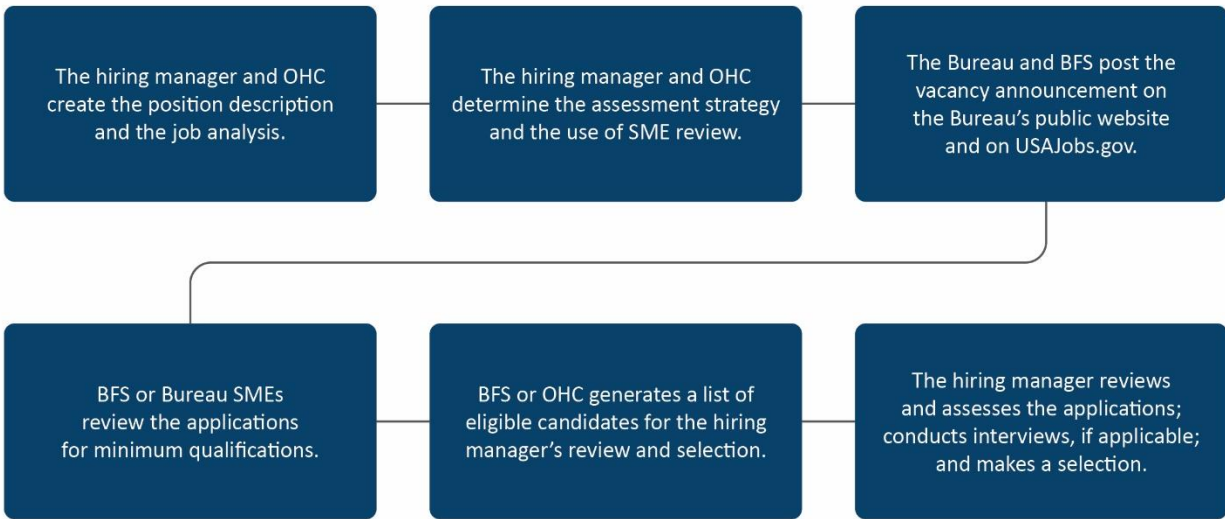 The hiring manager and OHC
create the position description
and the job analysis.
The hiring manager and OHC
determine the assessment strategy
and the use of SME review.
The Bureau and BFS post the
vacancy announcement on
the Bureau’s public website
and on USAJobs.gov.
BFS or Bureau SMEs
review the applications
for minimum qualifications.
BFS or OHC generates a list of
eligible candidates for the hiring
manager’s review and selection.
The hiring manager reviews
and assesses the applications;
conducts interviews, if applicable;
and makes a selection.